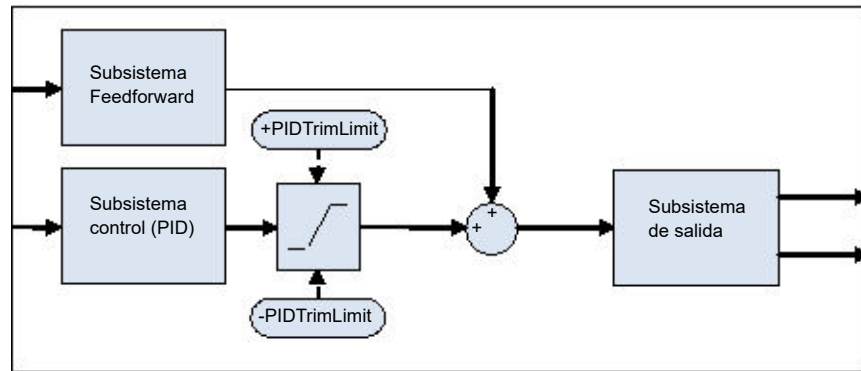 Subsistema
Feedforward
+PIDTrimLimit
Subsistema
control (PID)
+
+
Subsistema
de salida
-PIDTrimLimit